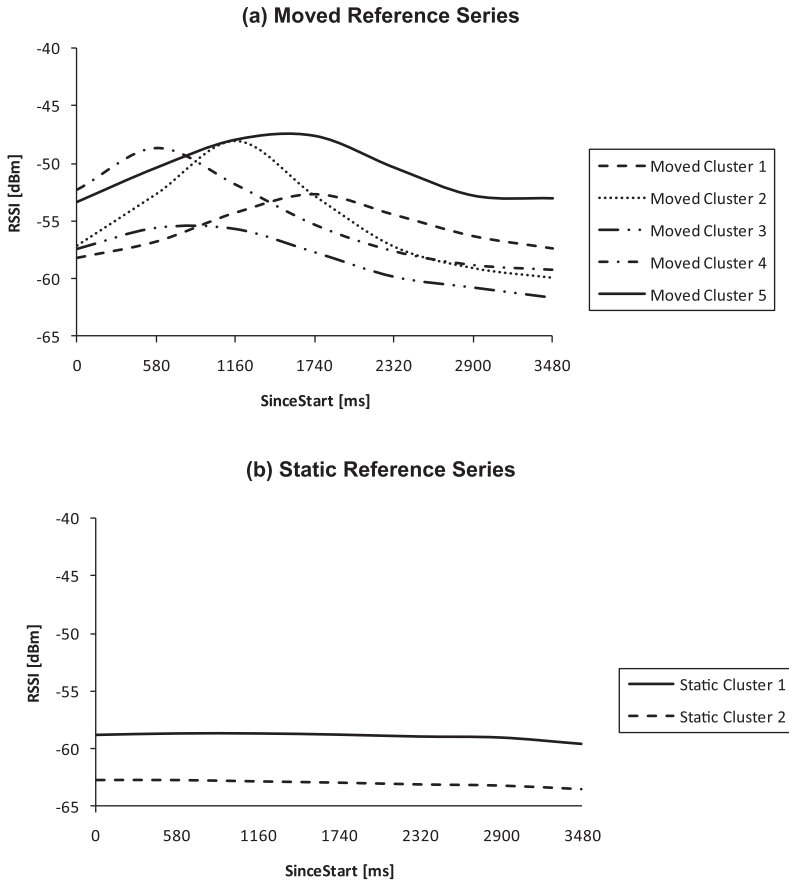 (a) Moved Reference Series
-40
-45
-50
-55
-60
-65
RSSI [dBm]
0 580 1160 1740 2320 2900 3480
SinceStart [ms]
Moved Cluster 1
Moved Cluster 2
Moved Cluster 3
Moved Cluster 4
Moved Cluster 5
(b) Static Reference Series
-40
-45
-50
-55
-60
-65
RSSI [dBm]
0 580 1160 1740 2320 2900 3480
SinceStart [ms]
Static Cluster 1
Static Cluster 2